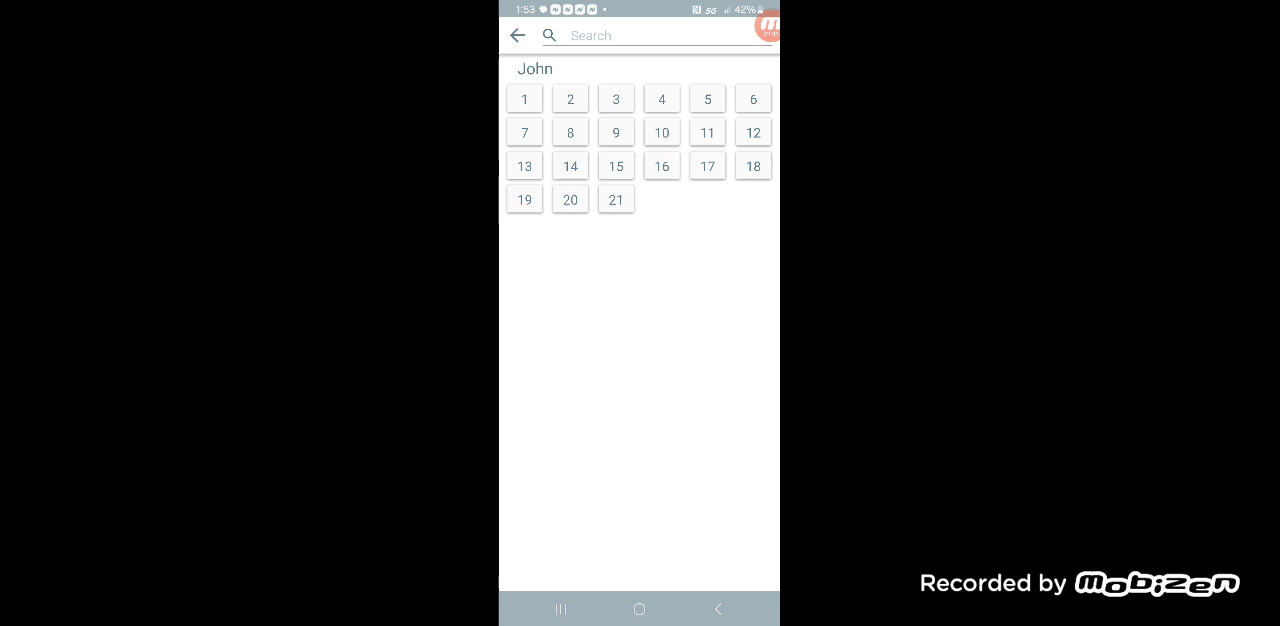 1:53
5G 42%
Search
John
1 2 3 4 5 6
7 8 9 10 11 12
13 14 15 16 17 18
19 20 21
Recorded by mobizen